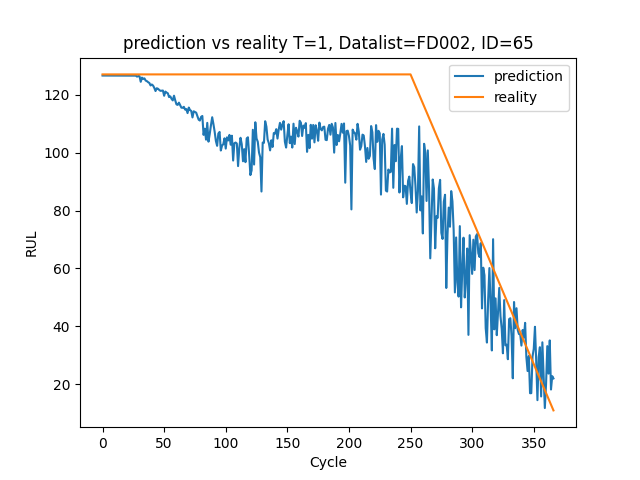 prediction vs reality T=1, Datalist=FD002, ID=65
prediction
reality
RUL
120
100
80
60
40
20
0 50 100 150 200 250 300 350
Cycle